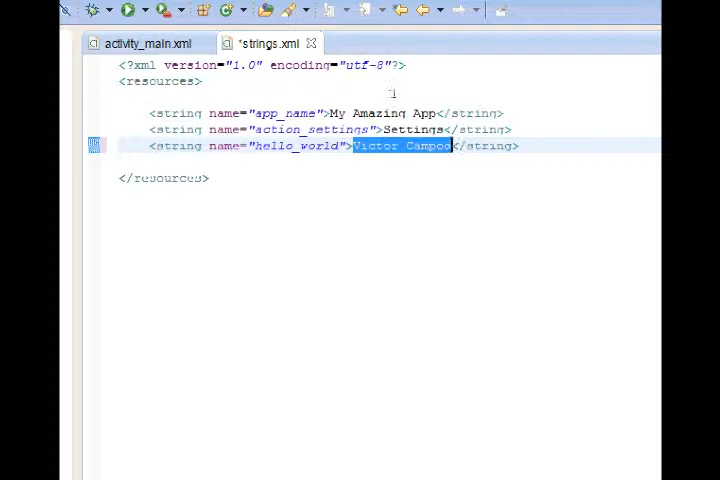 activity_main.xml *strings.xml
<?xml version="1.0" encoding="utf-8"?>
<resources>
<string name="app_name">My Amazing App</string>
<string name="action_settings">Settings</string>
<string name="hello_world">Victor Campog</string>
</resources>